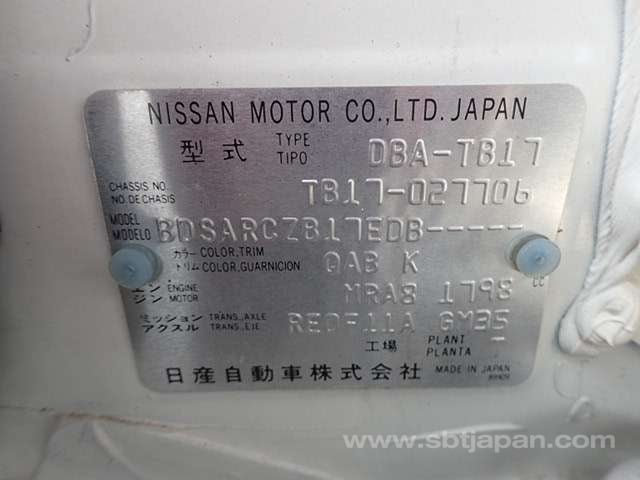 NISSAN MOTOR CO.,LTD. JAPAN
型式 TYPE TIPO DBA-TB17
CHASSIS NO. NO. DE CHASIS TB17-027706
MODEL MODELO BDSARCZB17EDB-----
カラー COLOR,TRIM
トリム COLOR,GUARNICION QAB K
エン ENGINE
ジン MOTOR MRA8 1798 CC
ミッション TRANS.,AXLE
アクスル TRANS.,EJE RE0F11A GM35
工場 PLANT PLANTA -
日産自動車株式会社 MADE IN JAPAN
www.sbtjapan.com